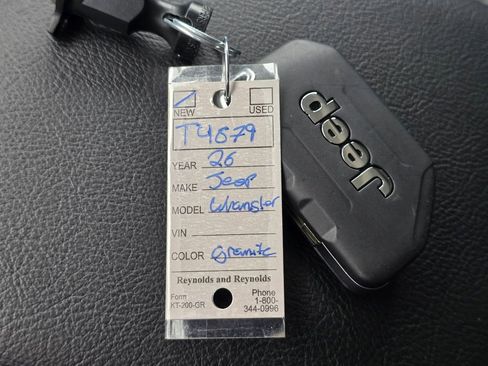 NEW USED
T4879
YEAR 26
MAKE Jeep
MODEL Wrangler
VIN
COLOR Granite
Reynolds and Reynolds
Form
KT-200-GR
Phone
1-800-
344-0996
Jeep